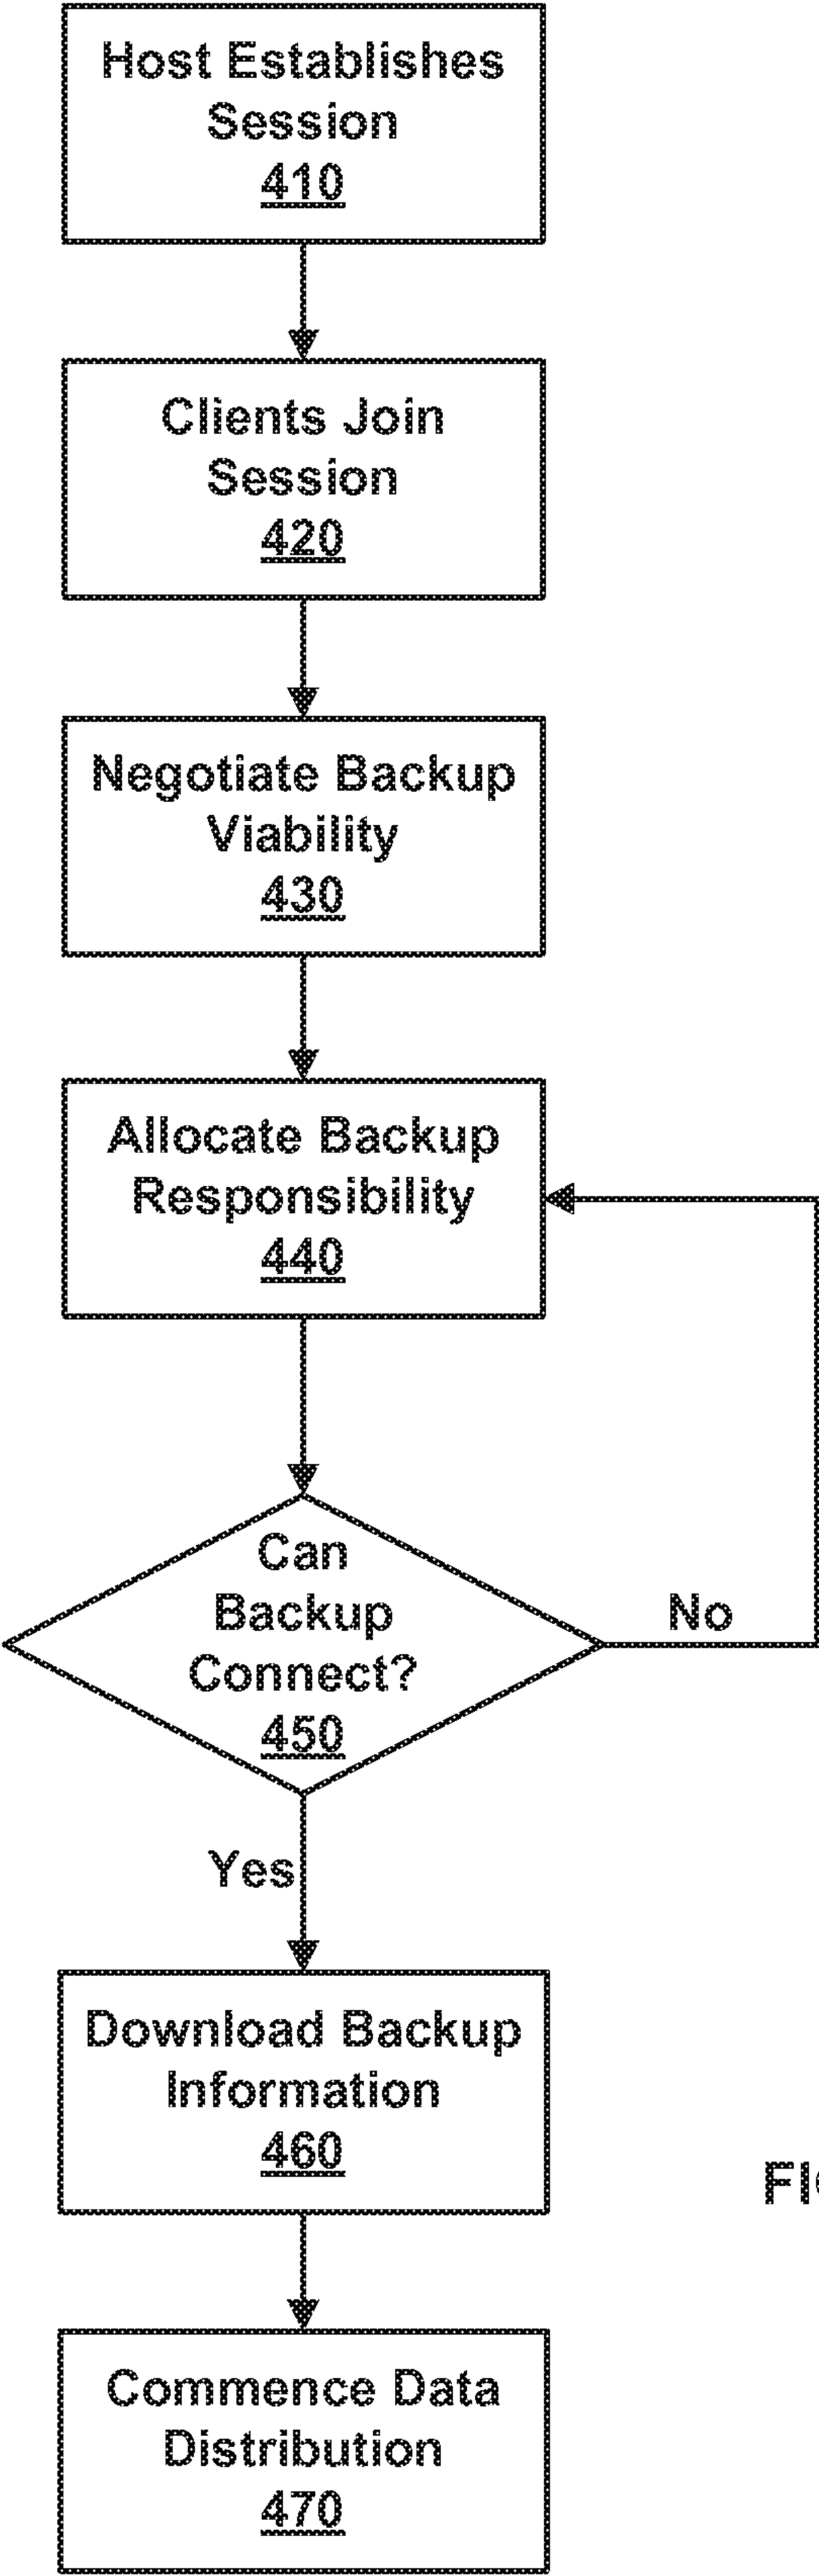 Host Establishes
Session
410
Clients Join
Session
420
Negotiate Backup
Viability
430
Allocate Backup
Responsibility
440
Can
Backup
Connect?
450
No
Yes
Download Backup
Information
460
Commence Data
Distribution
470